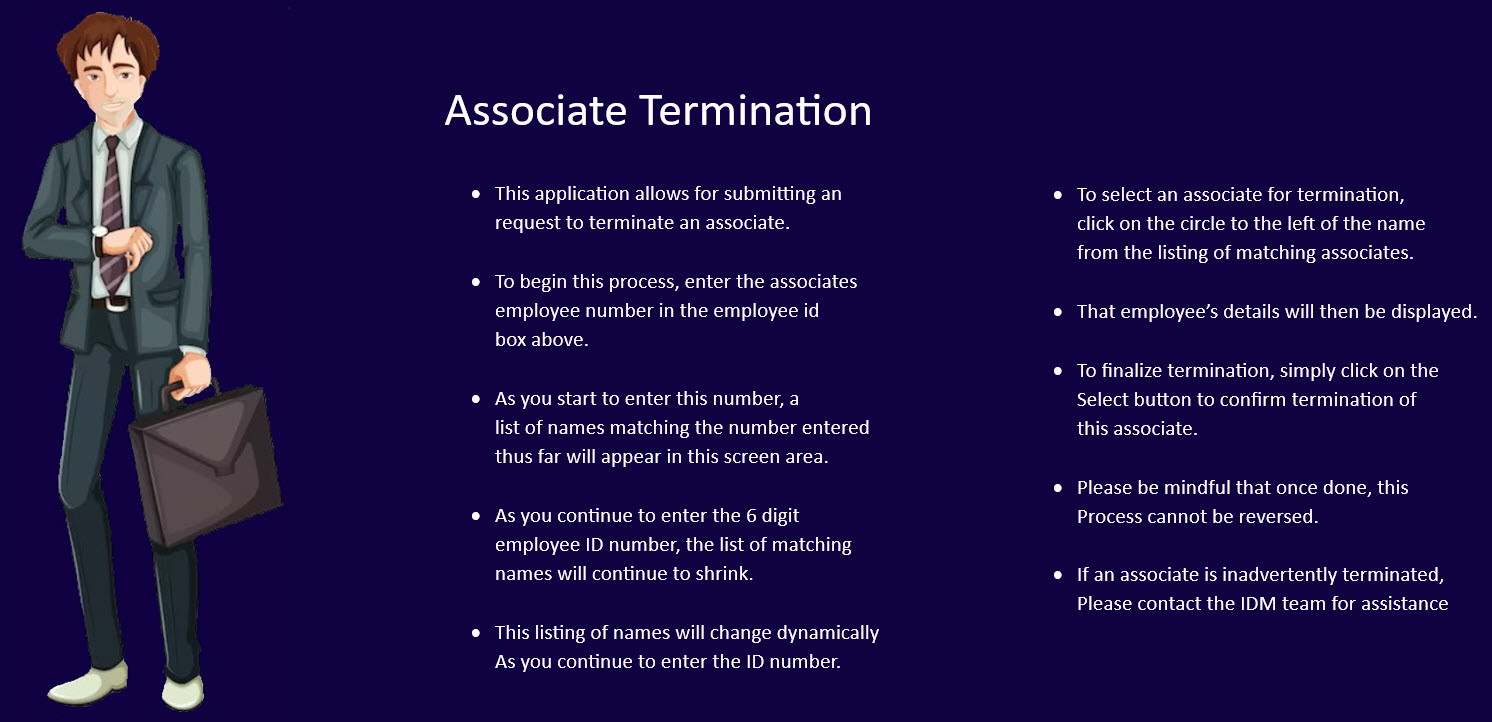 Associate Termination
• This application allows for submitting an
request to terminate an associate.
• To begin this process, enter the associates
employee number in the employee id
box above.
• As you start to enter this number, a
list of names matching the number entered
thus far will appear in this screen area.
• As you continue to enter the 6 digit
employee ID number, the list of matching
names will continue to shrink.
• This listing of names will change dynamically
As you continue to enter the ID number.
• To select an associate for termination,
click on the circle to the left of the name
from the listing of matching associates.
• That employee’s details will then be displayed.
• To finalize termination, simply click on the
Select button to confirm termination of
this associate.
• Please be mindful that once done, this
Process cannot be reversed.
• If an associate is inadvertently terminated,
Please contact the IDM team for assistance